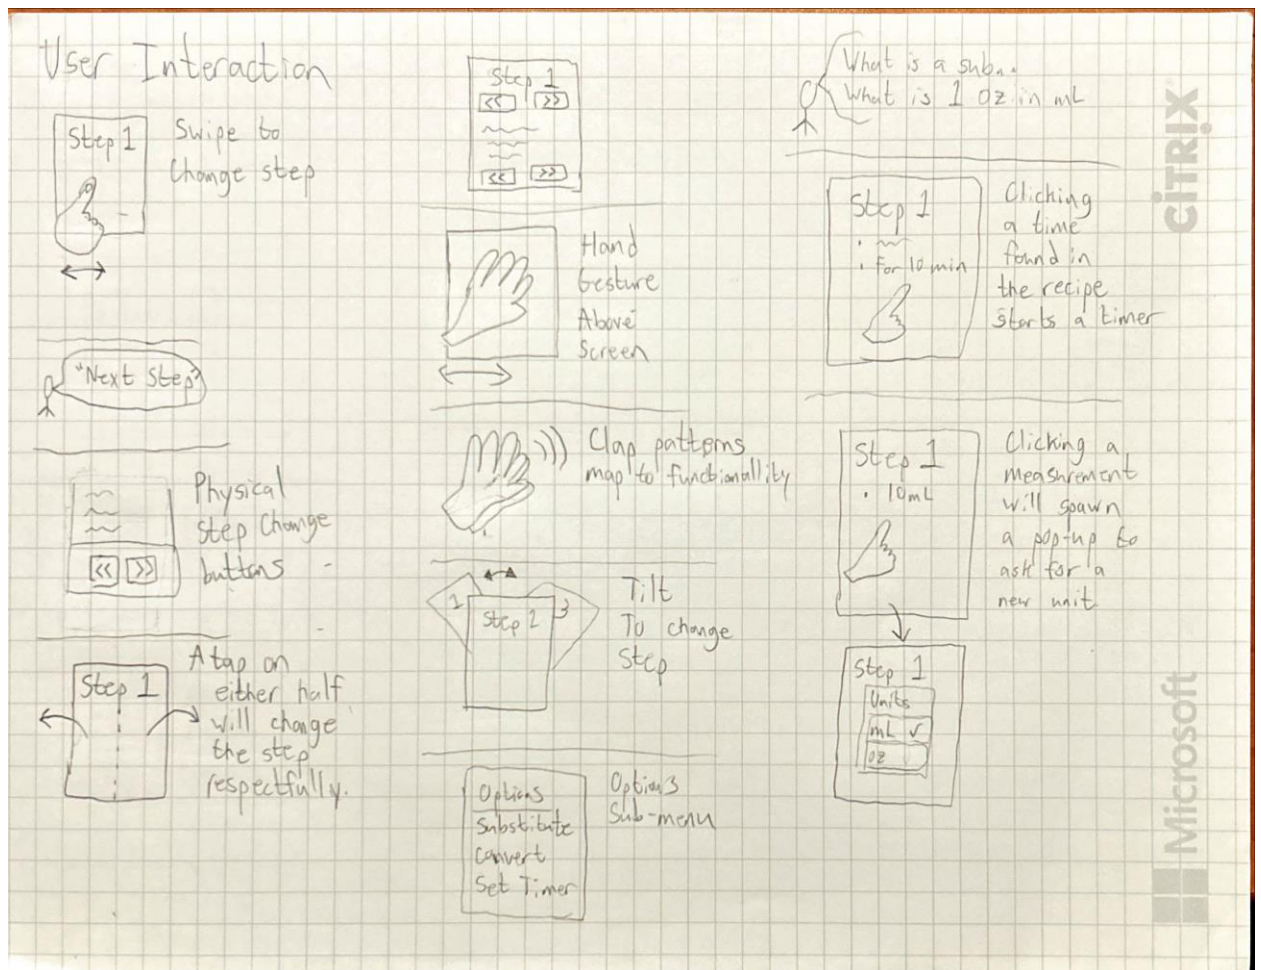 User Interaction
Step 1
Swipe to
Change step
"Next Step"
Physical
Step Change
buttons
Step 1
A tap on
either half
will change
the step
respectfully.
Step 1
<< >>
<< >>
<< >>
Hand
Gesture
Above
Screen
Clap patterns
map to functionallity
1
Step 2
3
Tilt
To change
Step
Options
Substitute
Convert
Set Timer
Options
Sub-menu
What is a sub...
What is 1 oz in mL
Step 1
· For 10 min
Clicking
a time
found in
the recipe
starts a timer
Step 1
· 10mL
Clicking a
measurement
will spawn
a pop-up to
ask for a
new unit
Step 1
Units
mL ✓
oz
CITRIX
Microsoft